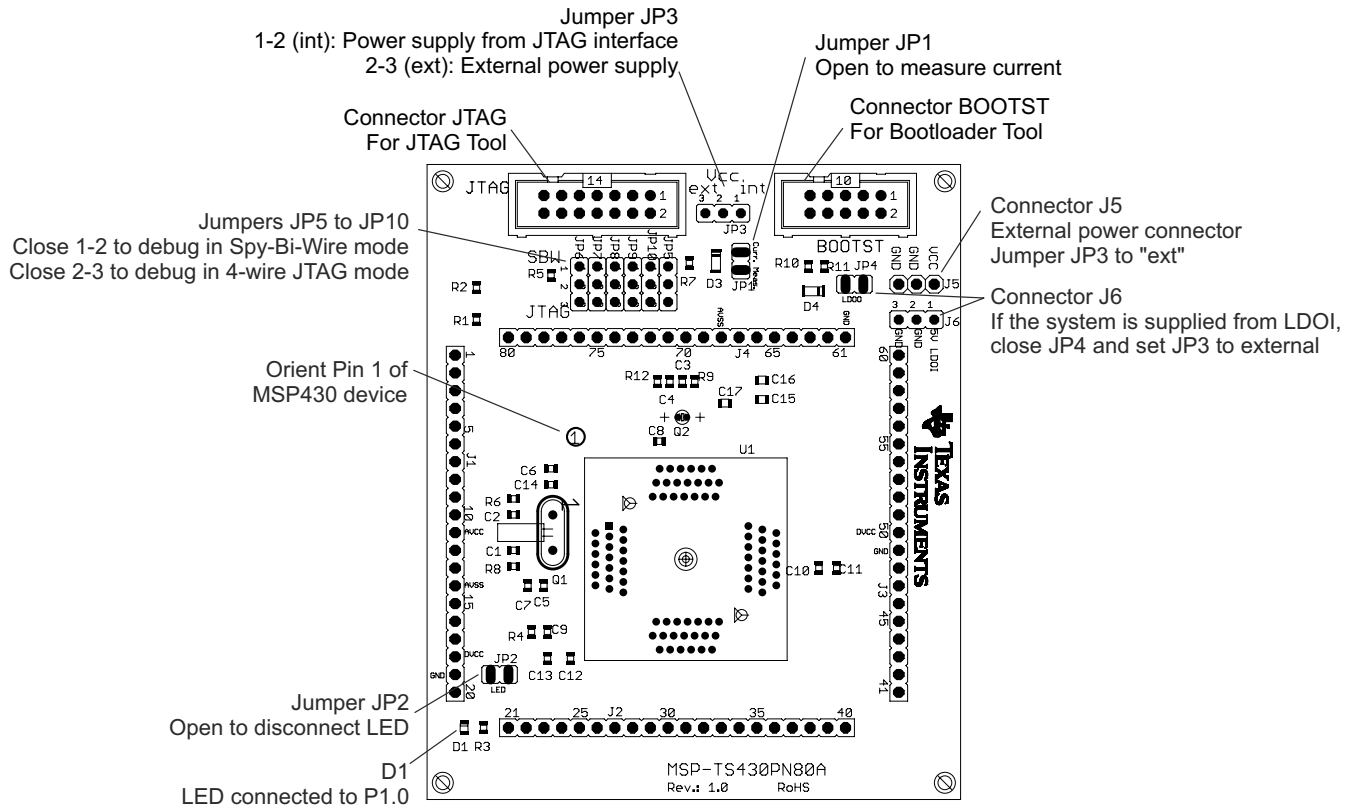 Jumper JP3
1-2 (int): Power supply from JTAG interface
2-3 (ext): External power supply
Jumper JP1
Open to measure current
Connector JTAG
For JTAG Tool
Connector BOOTST
For Bootloader Tool
Jumpers JP5 to JP10
Close 1-2 to debug in Spy-Bi-Wire mode
Close 2-3 to debug in 4-wire JTAG mode
Connector J5
External power connector
Jumper JP3 to "ext"
Connector J6
If the system is supplied from LDOI,
close JP4 and set JP3 to external
Orient Pin 1 of
MSP430 device
Jumper JP2
Open to disconnect LED
D1
LED connected to P1.0
JTAG
14
1
2
Vcc
ext int
3 2 1
JP3
10
1
2
BOOTST
SBW
JP6 JP7 JP8 JP9 JP10 JP5
1
2
3
JTAG
R5
R7
D3
Curr. Meas.
JP1
R10
R11
JP4
LDOO
D4
GND GND VCC
J5
3 2 1
J6
GND GND 5V LDOI
R2
R1
AVSS
GND
80 75 70 J4 65 61
1
5
J1
10
AVCC
AVSS
15
DVCC
GND
20
60
55
50
DVCC
GND
J3
45
41
C3
R12
R9
C4
C17
C16
C15
Q2
C8
1
U1
C6
C14
R6
C2
C1
R8
Q1
C7 C5
R4
C9
C13 C12
C10
C11
TEXAS
INSTRUMENTS
JP2
LED
D1 R3
21 25 J2 30 35 40
MSP-TS430PN80A
Rev.: 1.0 RoHS